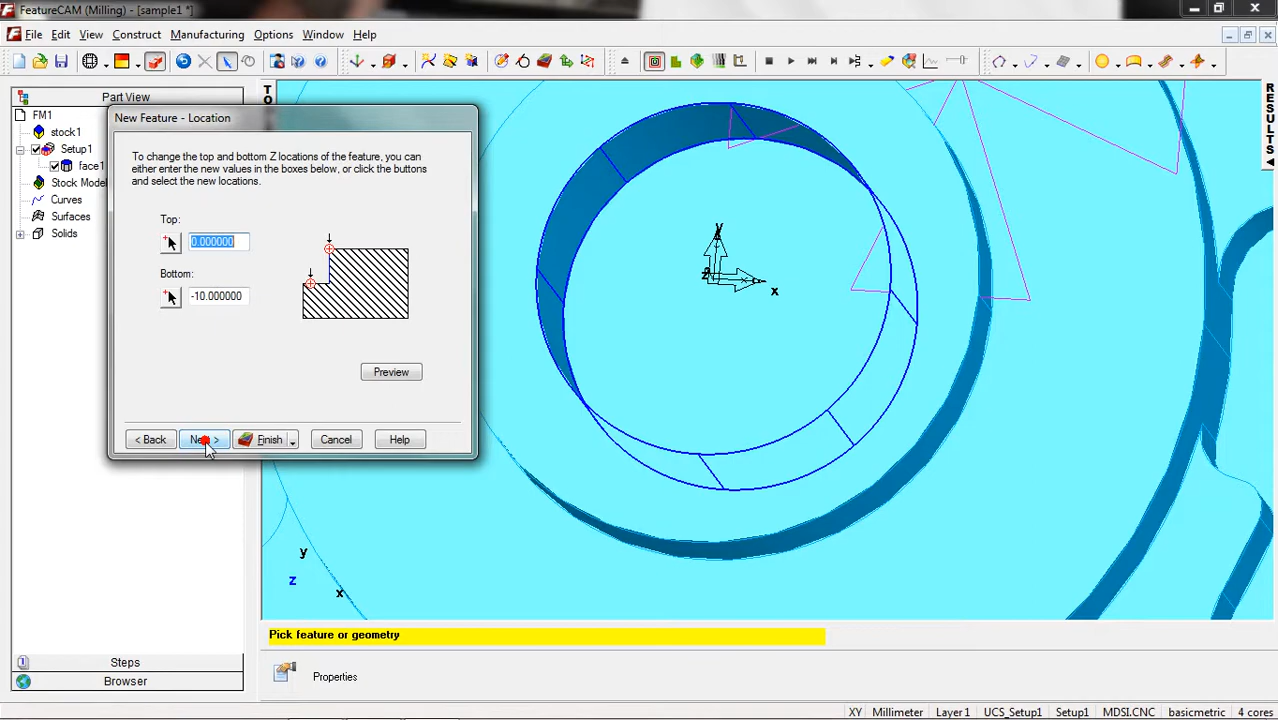 FeatureCAM (Milling) - [sample1 *]
File Edit View Construct Manufacturing Options Window Help
Part View
FM1
stock1
Setup1
face1
Stock Model
Curves
Surfaces
Solids
New Feature - Location
To change the top and bottom Z locations of the feature, you can
either enter the new values in the boxes below, or click the buttons
and select the new locations.
Top:
0.000000
Bottom:
-10.000000
Preview
< Back
Finish
Cancel
Help
TO
RESULTS
y
z
x
y
z
x
Pick feature or geometry
Properties
Steps
Browser
XY Millimeter Layer1 UCS_Setup1 Setup1 MDSI.CNC basicmetric 4 cores